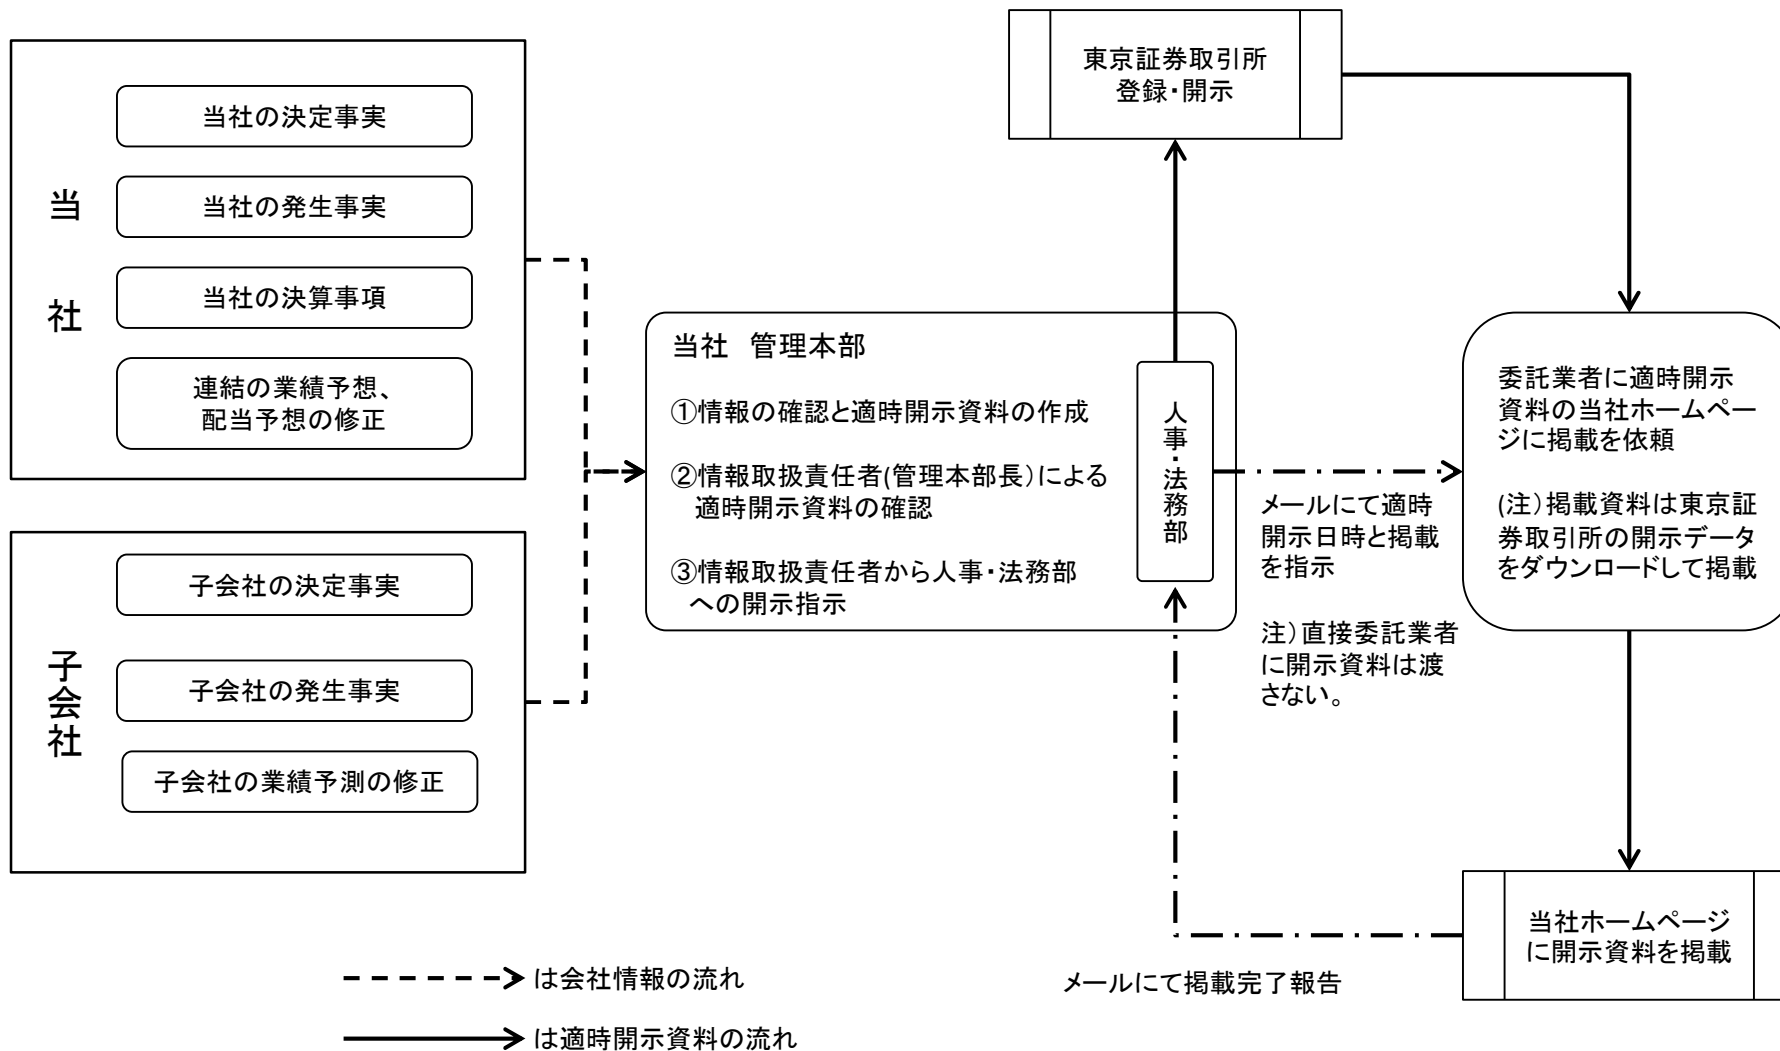 当社
当社の決定事実
当社の発生事実
当社の決算事項
連結の業績予想、
配当予想の修正
子会社
子会社の決定事実
子会社の発生事実
子会社の業績予測の修正
当社　管理本部
①情報の確認と適時開示資料の作成
②情報取扱責任者(管理本部長）による
適時開示資料の確認
③情報取扱責任者から人事・法務部
への開示指示
人事・法務部
東京証券取引所
登録・開示
メールにて適時
開示日時と掲載
を指示
注）直接委託業者
に開示資料は渡
さない。
委託業者に適時開示
資料の当社ホームペー
ジに掲載を依頼
(注）掲載資料は東京証
券取引所の開示データ
をダウンロードして掲載
当社ホームページ
に開示資料を掲載
メールにて掲載完了報告
は会社情報の流れ
は適時開示資料の流れ